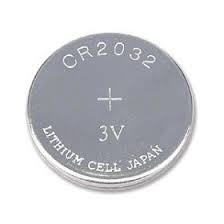 CR2032
+
3V
LITHIUM CELL JAPAN